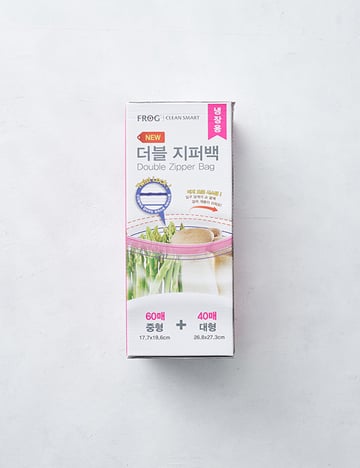 FROG CLEAN SMART
냉장용
NEW
더블 지퍼백
Double Zipper Bag
60매
중형
17.7x19.6cm
+
40매
대형
26.8x27.3cm